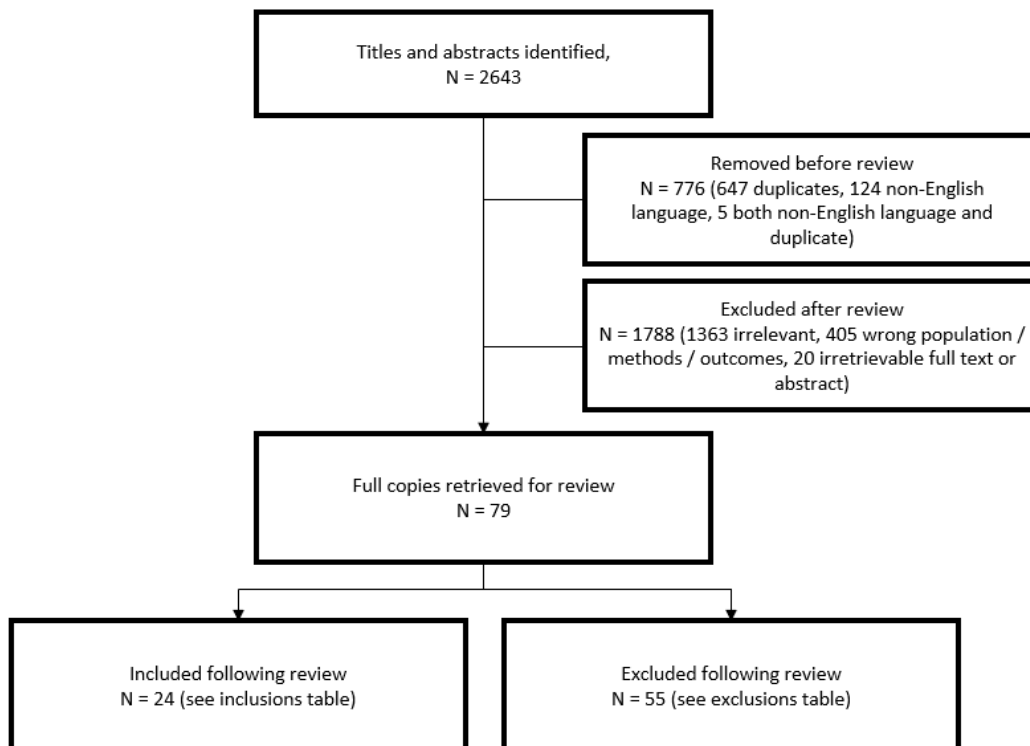 Titles and abstracts identified,
N = 2643
Removed before review
N = 776 (647 duplicates, 124 non-English
language, 5 both non-English language and
duplicate)
Excluded after review
N = 1788 (1363 irrelevant, 405 wrong population /
methods / outcomes, 20 irretrievable full text or
abstract)
Full copies retrieved for review
N = 79
Included following review
N = 24 (see inclusions table)
Excluded following review
N = 55 (see exclusions table)